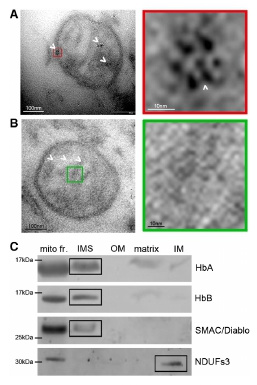 A
100nm
10nm
B
100nm
10nm
C
mito fr. IMS OM matrix IM
17kDa
HbA
17kDa
HbB
25kDa
SMAC/Diablo
30kDa
NDUFs3